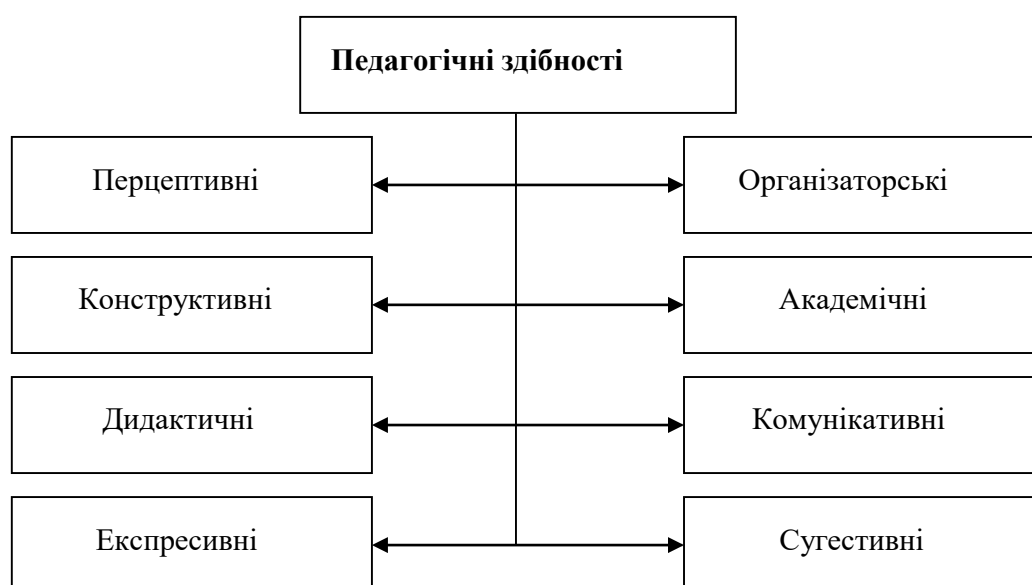 Педагогічні здібності
Перцептивні
Організаторські
Конструктивні
Академічні
Дидактичні
Комунікативні
Експресивні
Сугестивні